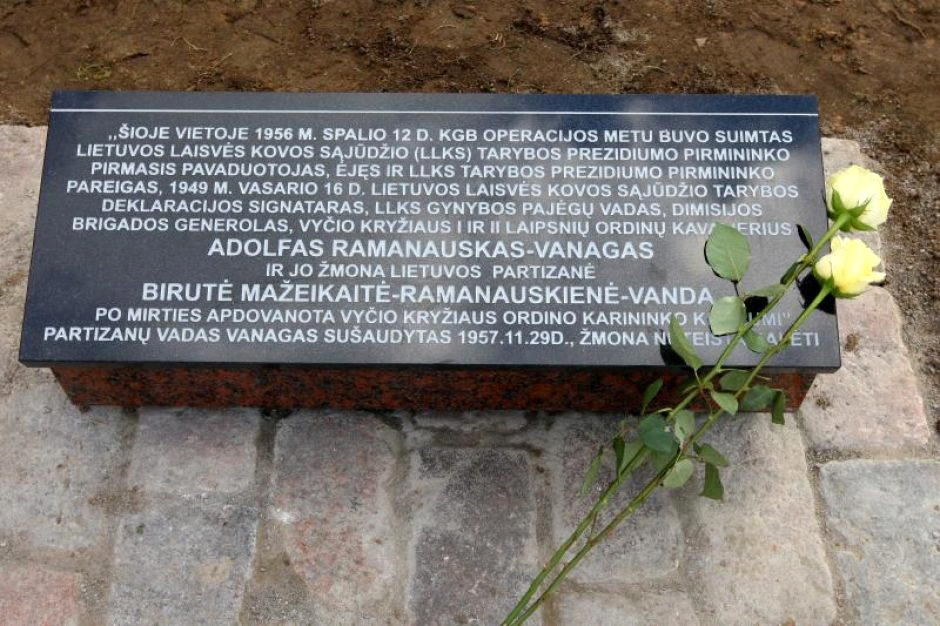 ,,ŠIOJE VIETOJE 1956 M. SPALIO 12 D. KGB OPERACIJOS METU BUVO SUIMTAS
LIETUVOS LAISVĖS KOVOS SĄJŪDŽIO (LLKS) TARYBOS PREZIDIUMO PIRMININKO
PIRMASIS PAVADUOTOJAS, ĖJĘS IR LLKS TARYBOS PREZIDIUMO PIRMININKO
PAREIGAS, 1949 M. VASARIO 16 D. LIETUVOS LAISVĖS KOVOS SĄJŪDŽIO TARYBOS
DEKLARACIJOS SIGNATARAS, LLKS GYNYBOS PAJĖGŲ VADAS, DIMISIJOS
BRIGADOS GENEROLAS, VYČIO KRYŽIAUS I IR II LAIPSNIŲ ORDINŲ KAVALIERIUS
ADOLFAS RAMANAUSKAS-VANAGAS
IR JO ŽMONA LIETUVOS PARTIZANĖ
BIRUTĖ MAŽEIKAITĖ-RAMANAUSKIENĖ-VANDA
PO MIRTIES APDOVANOTA VYČIO KRYŽIAUS ORDINO KARININKO
PARTIZANŲ VADAS VANAGAS SUŠAUDYTAS 1957.11.29D., ŽMONA